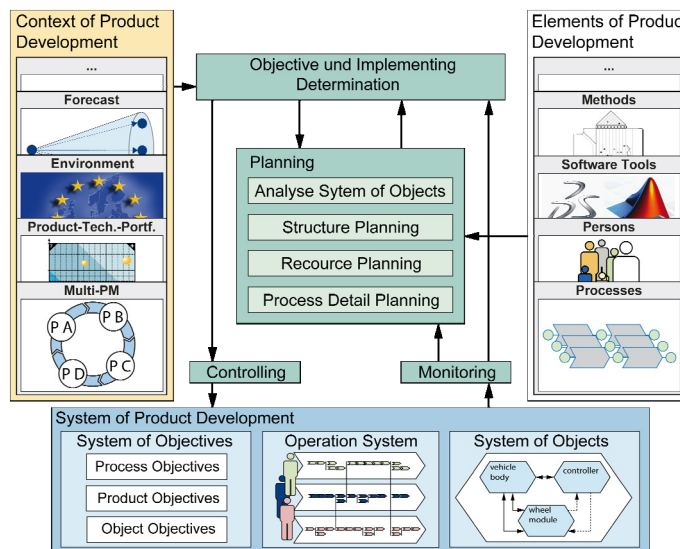 Context of Product
Development
...
Forecast
Environment
Product-Tech.-Portf.
Multi-PM
P A
P B
P D
P C
Objective und Implementing
Determination
Planning
Analyse Sytem of Objects
Structure Planning
Recource Planning
Process Detail Planning
Controlling
Monitoring
Elements of Produc
Development
...
Methods
Software Tools
Persons
Processes
System of Product Development
System of Objectives
Process Objectives
Product Objectives
Object Objectives
Operation System
System of Objects
vehicle
body
controller
wheel
module